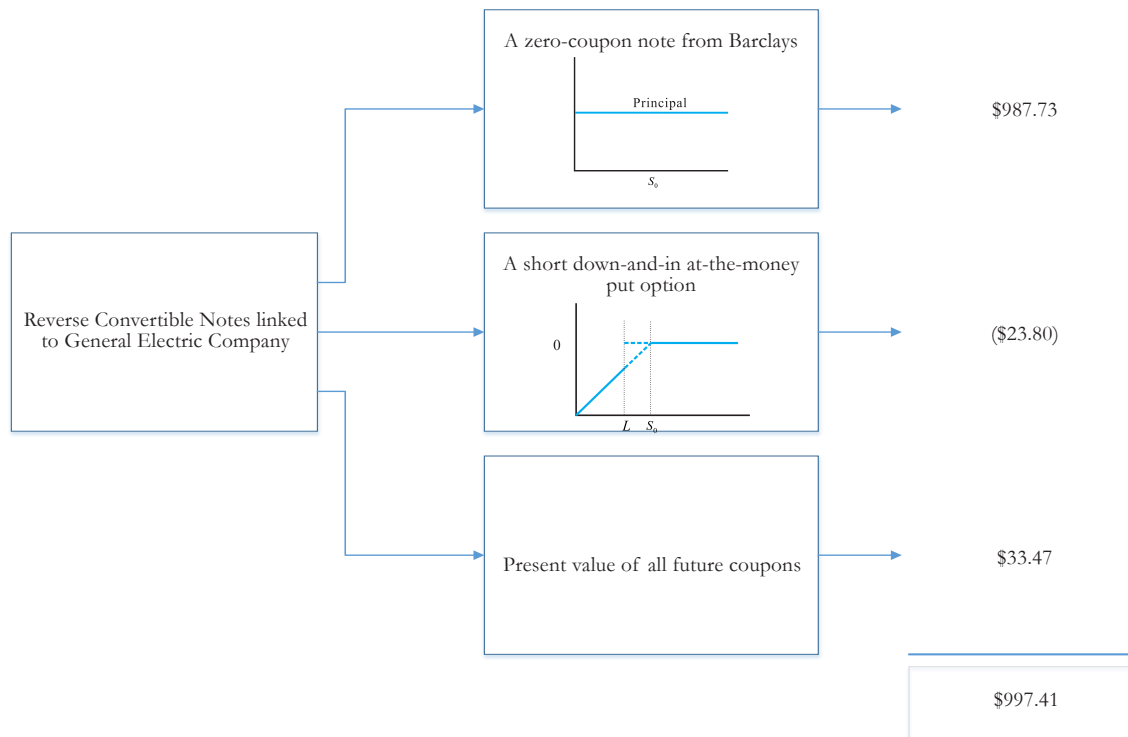 A zero-coupon note from Barclays
Principal
S₀
$987.73
Reverse Convertible Notes linked
to General Electric Company
A short down-and-in at-the-money
put option
0
L S₀
($23.80)
Present value of all future coupons
$33.47
$997.41